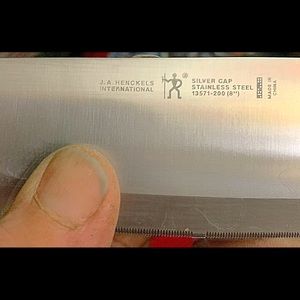 J.A. HENCKELS
INTERNATIONAL
®
SILVER CAP
STAINLESS STEEL
13571-200 (8")
MADE IN
CHINA